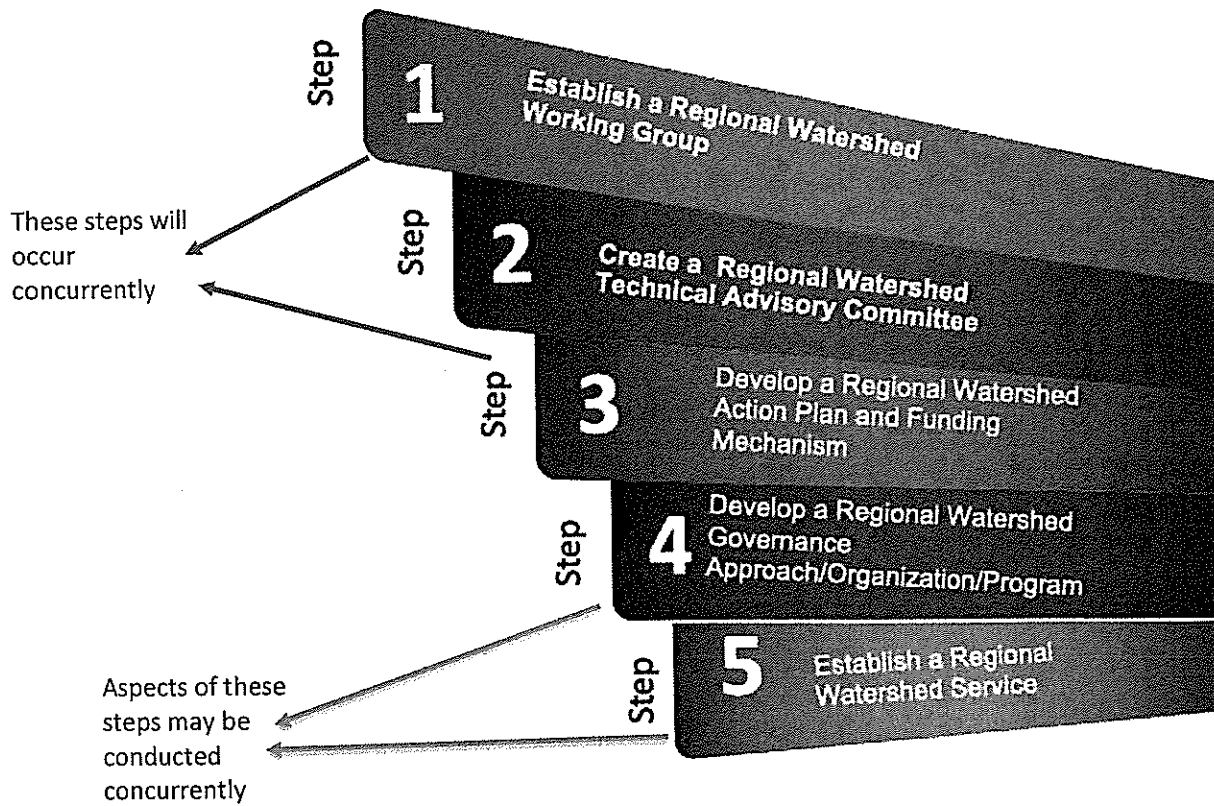 Step
1
Establish a Regional Watershed
Working Group
These steps will
occur
concurrently
Step
2
Create a Regional Watershed
Technical Advisory Committee
Step
3
Develop a Regional Watershed
Action Plan and Funding
Mechanism
Step
4
Develop a Regional Watershed
Governance
Approach/Organization/Program
Step
5
Establish a Regional
Watershed Service
Aspects of these
steps may be
conducted
concurrently